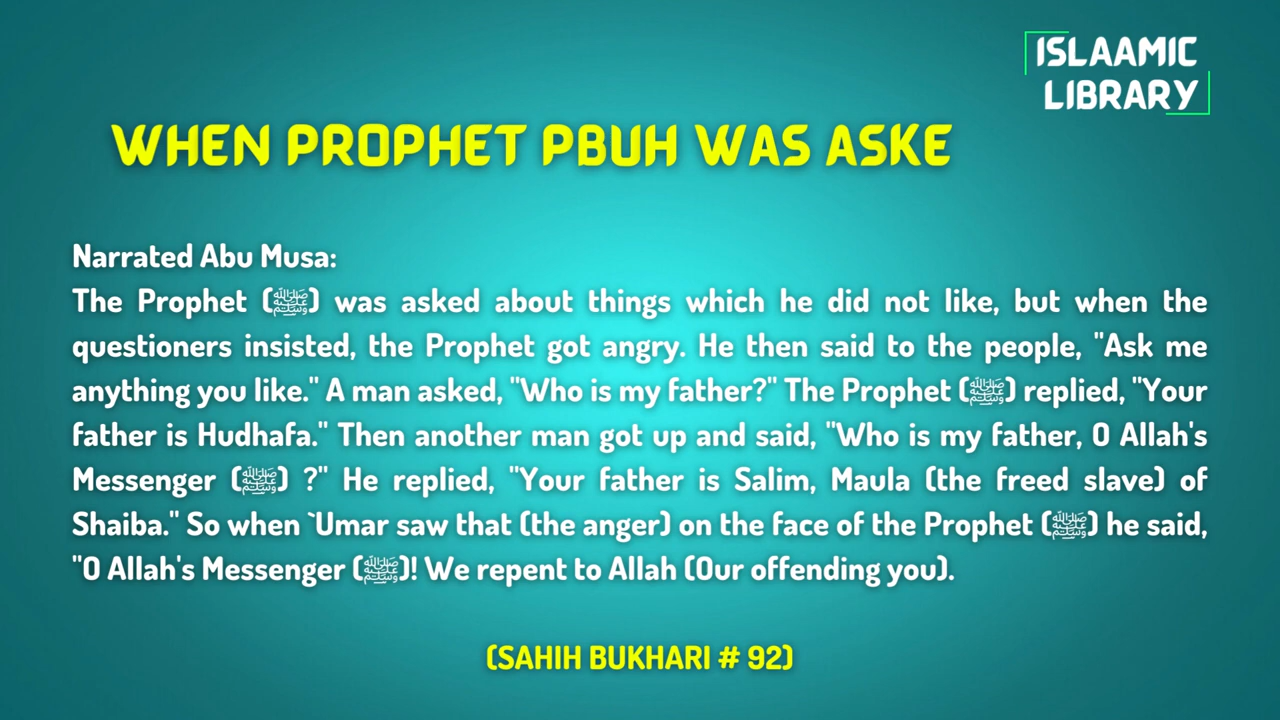 ISLAAMIC
LIBRARY
WHEN PROPHET PBUH WAS ASKE
Narrated Abu Musa:
The Prophet (ﷺ) was asked about things which he did not like, but when the
questioners insisted, the Prophet got angry. He then said to the people, "Ask me
anything you like." A man asked, "Who is my father?" The Prophet (ﷺ) replied, "Your
father is Hudhafa." Then another man got up and said, "Who is my father, O Allah's
Messenger (ﷺ) ?" He replied, "Your father is Salim, Maula (the freed slave) of
Shaiba." So when `Umar saw that (the anger) on the face of the Prophet (ﷺ) he said,
"O Allah's Messenger (ﷺ)! We repent to Allah (Our offending you).
(SAHIH BUKHARI # 92)